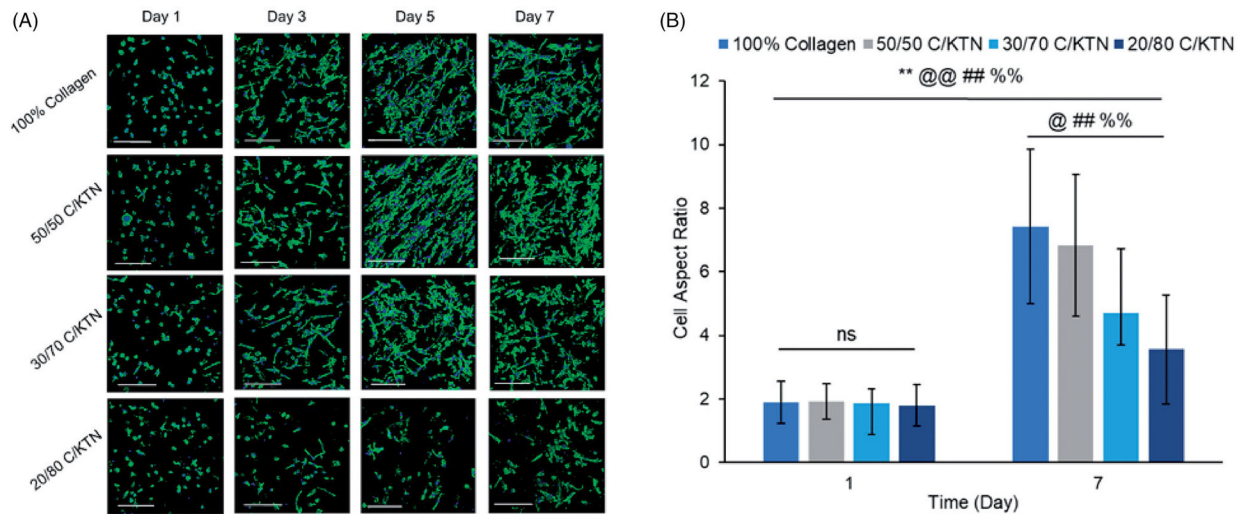 (A)
Day 1 Day 3 Day 5 Day 7
100% Collagen
50/50 C/KTN
30/70 C/KTN
20/80 C/KTN
(B)
100% Collagen 50/50 C/KTN 30/70 C/KTN 20/80 C/KTN
** @@ ## %%
@ ## %%
ns
Cell Aspect Ratio
12
10
8
6
4
2
0
1 7
Time (Day)